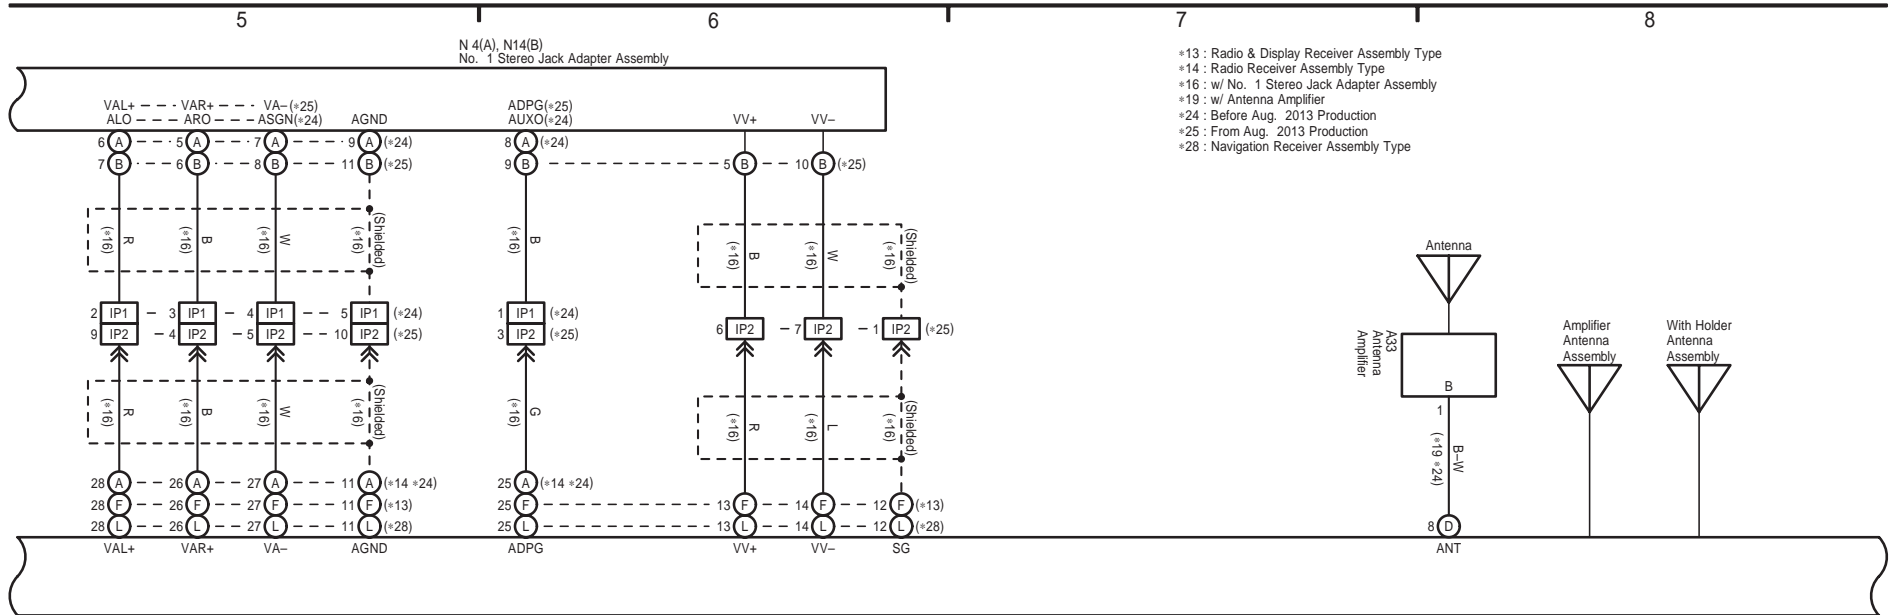 5 6 7 8
N 4(A), N14(B)
No. 1 Stereo Jack Adapter Assembly
∗13 : Radio & Display Receiver Assembly Type
∗14 : Radio Receiver Assembly Type
∗16 : w/ No. 1 Stereo Jack Adapter Assembly
∗19 : w/ Antenna Amplifier
∗24 : Before Aug. 2013 Production
∗25 : From Aug. 2013 Production
∗28 : Navigation Receiver Assembly Type
VAL+ VAR+ VA–(∗25) ADPG(∗25)
ALO ARO ASGN(∗24) AGND AUXO(∗24) VV+ VV–
6 A 5 A 7 A 9 A (∗24) 8 A (∗24)
7 B 6 B 8 B 11 B (∗25) 9 B 5 B 10 B (∗25)
(Shielded) (Shielded)
R B W B B W
(∗16) (∗16) (∗16) (∗16) (∗16) (∗16) (∗16) (∗16)
2 IP1 3 IP1 4 IP1 5 IP1 (∗24) 1 IP1 (∗24)
9 IP2 4 IP2 5 IP2 10 IP2 (∗25) 3 IP2 (∗25) 6 IP2 7 IP2 1 IP2 (∗25)
(Shielded) (Shielded)
R B W G R L
(∗16) (∗16) (∗16) (∗16) (∗16) (∗16) (∗16) (∗16)
28 A 26 A 27 A 11 A (∗14 ∗24) 25 A (∗14 ∗24)
28 F 26 F 27 F 11 F (∗13) 25 F 13 F 14 F 12 F (∗13)
28 L 26 L 27 L 11 L (∗28) 25 L 13 L 14 L 12 L (∗28)
VAL+ VAR+ VA– AGND ADPG VV+ VV– SG
Antenna
A33
Antenna
Amplifier
B
1
B–W
(∗19 ∗24)
8 D
ANT
Amplifier
Antenna
Assembly
With Holder
Antenna
Assembly